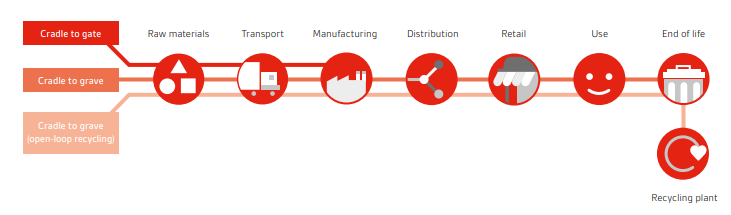 Cradle to gate
Raw materials
Transport
Manufacturing
Distribution
Retail
Use
End of life
Cradle to grave
Cradle to grave
(open-loop recycling)
Recycling plant